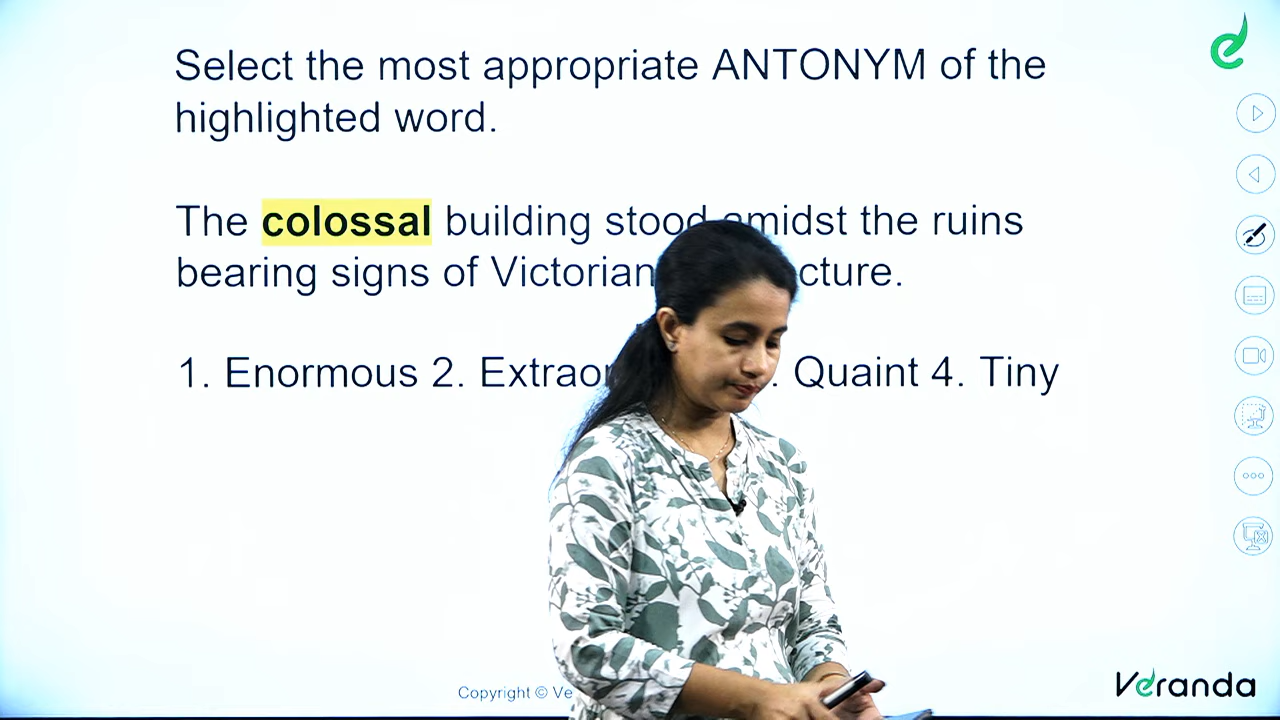 Select the most appropriate ANTONYM of the
highlighted word.
The colossal building stood amidst the ruins
bearing signs of Victorian cture.
1. Enormous 2. Extraor . Quaint 4. Tiny
Copyright © Ve
Veranda